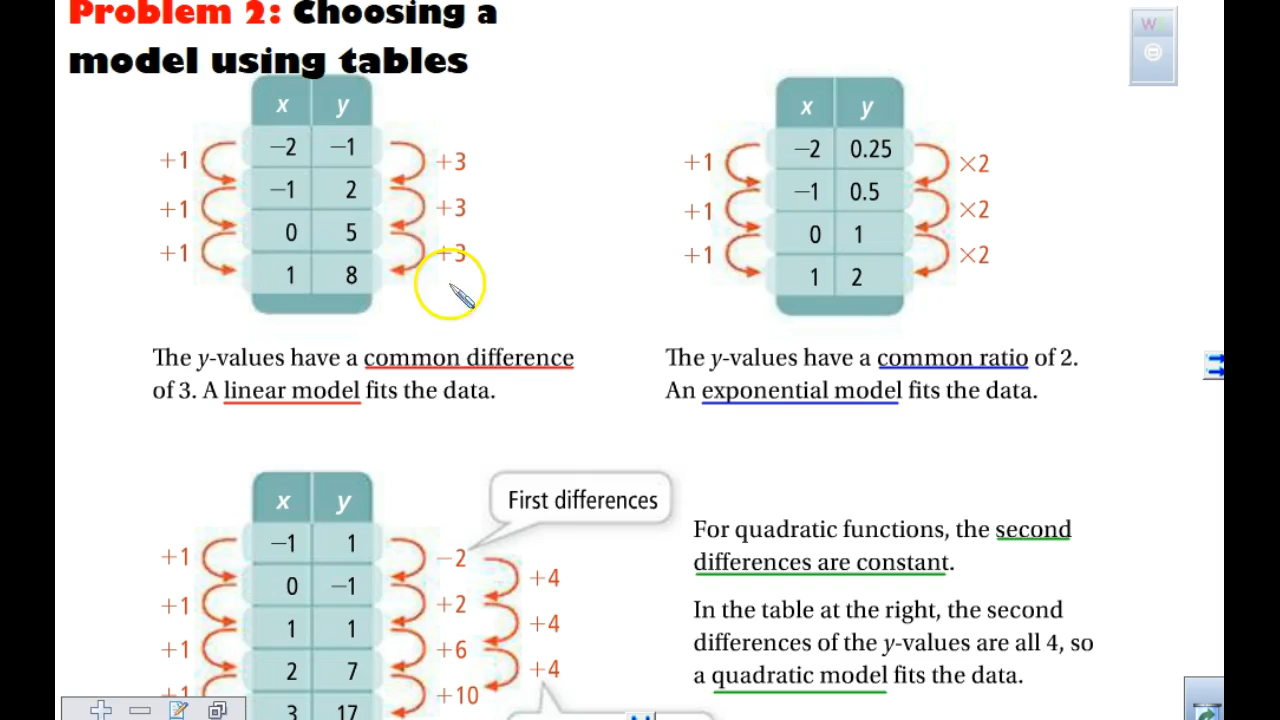 Problem 2: Choosing a
model using tables
x y
+1 -2 -1 +3
+1 -1 2 +3
+1 0 5 +3
1 8
x y
+1 −2 0.25 ×2
+1 −1 0.5 ×2
+1 0 1 ×2
1 2
The y-values have a common difference
of 3. A linear model fits the data.
The y-values have a common ratio of 2.
An exponential model fits the data.
x y
First differences
+1 −1 1 −2 +4
+1 0 −1 +2 +4
+1 1 1 +6 +4
+1 2 7 +10
3 17
For quadratic functions, the second
differences are constant.
In the table at the right, the second
differences of the y-values are all 4, so
a quadratic model fits the data.